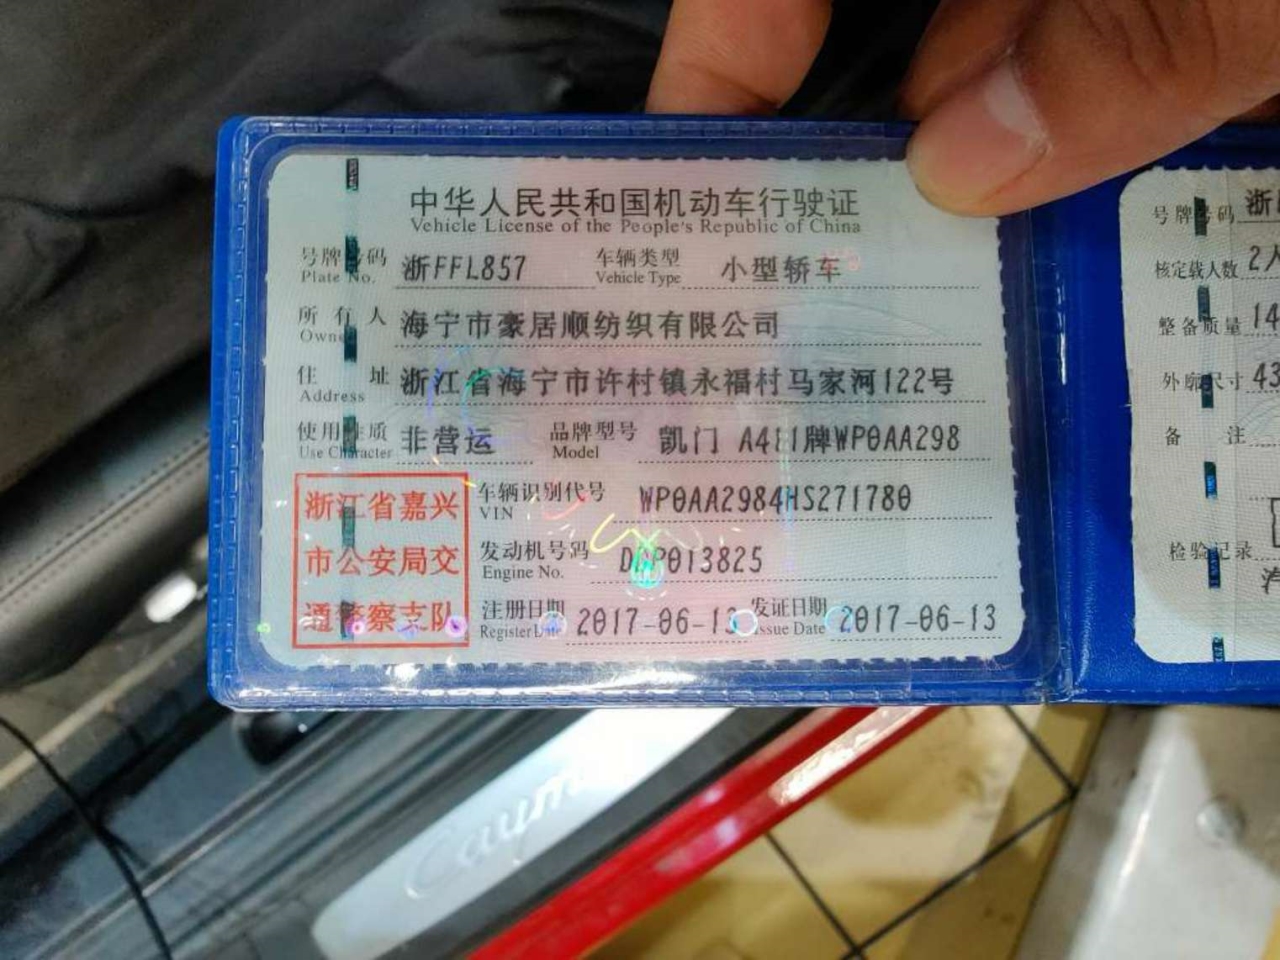 中华人民共和国机动车行驶证
Vehicle License of the People's Republic of China
号牌号码 浙FFL857 车辆类型 小型轿车
Plate No. Vehicle Type
所有人 海宁市豪居顺纺织有限公司
Owner
住址 浙江省海宁市许村镇永福村马家河122号
Address
使用性质 非营运 品牌型号 凯门 A481牌WP0AA298
Use Character Model
浙江省嘉兴
市公安局交
通警察支队
车辆识别代号 WP0AA2984HS271780
VIN
发动机号码 DDP013825
Engine No.
注册日期 2017-06-13 发证日期 2017-06-13
Register Date Issue Date
号牌号码 浙
核定载人数 2人
整备质量 14
外廓尺寸 43
备注
检验记录
Cayman